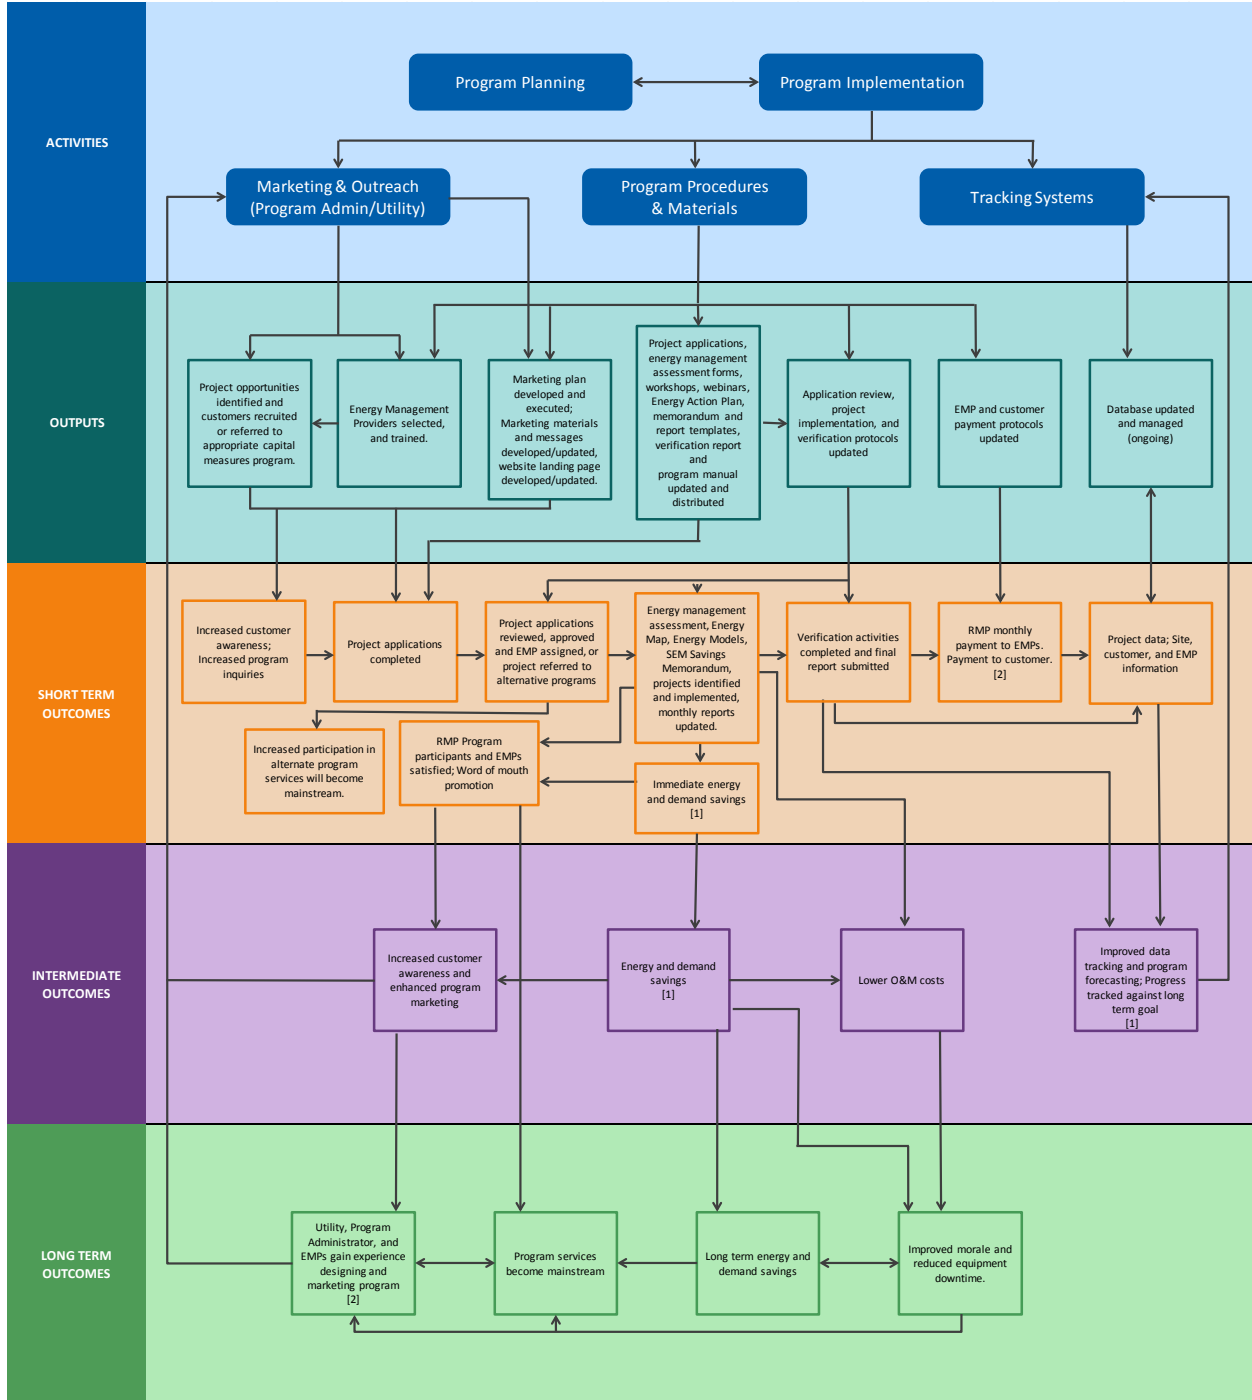 ACTIVITIES
Program Planning
Program Implementation
Marketing & Outreach
(Program Admin/Utility)
Program Procedures
& Materials
Tracking Systems
OUTPUTS
Project opportunities
identified and
customers recruited
or referred to
appropriate capital
measures program.
Energy Management
Providers selected,
and trained.
Marketing plan
developed and
executed;
Marketing materials
and messages
developed/updated,
website landing page
developed/updated.
Project applications,
energy management
assessment forms,
workshops, webinars,
Energy Action Plan,
memorandum and
report templates,
verification report
and
program manual
updated and
distributed
Application review,
project
implementation, and
verification protocols
updated
EMP and customer
payment protocols
updated
Database updated
and managed
(ongoing)
SHORT TERM
OUTCOMES
Increased customer
awareness;
Increased program
inquiries
Project applications
completed
Project applications
reviewed, approved
and EMP assigned, or
project referred to
alternative programs
Energy management
assessment, Energy
Map, Energy Models,
SEM Savings
Memorandum,
projects identified
and implemented,
monthly reports
updated.
Verification activities
completed and final
report submitted
RMP monthly
payment to EMPs.
Payment to customer.
[2]
Project data; Site,
customer, and EMP
information
Increased participation in
alternate program
services will become
mainstream.
RMP Program
participants and EMPs
satisfied; Word of mouth
promotion
Immediate energy
and demand savings
[1]
INTERMEDIATE
OUTCOMES
Increased customer
awareness and
enhanced program
marketing
Energy and demand
savings
[1]
Lower O&M costs
Improved data
tracking and program
forecasting; Progress
tracked against long
term goal
[1]
LONG TERM
OUTCOMES
Utility, Program
Administrator, and
EMPs gain experience
designing and
marketing program
[2]
Program services
become mainstream
Long term energy and
demand savings
Improved morale and
reduced equipment
downtime.